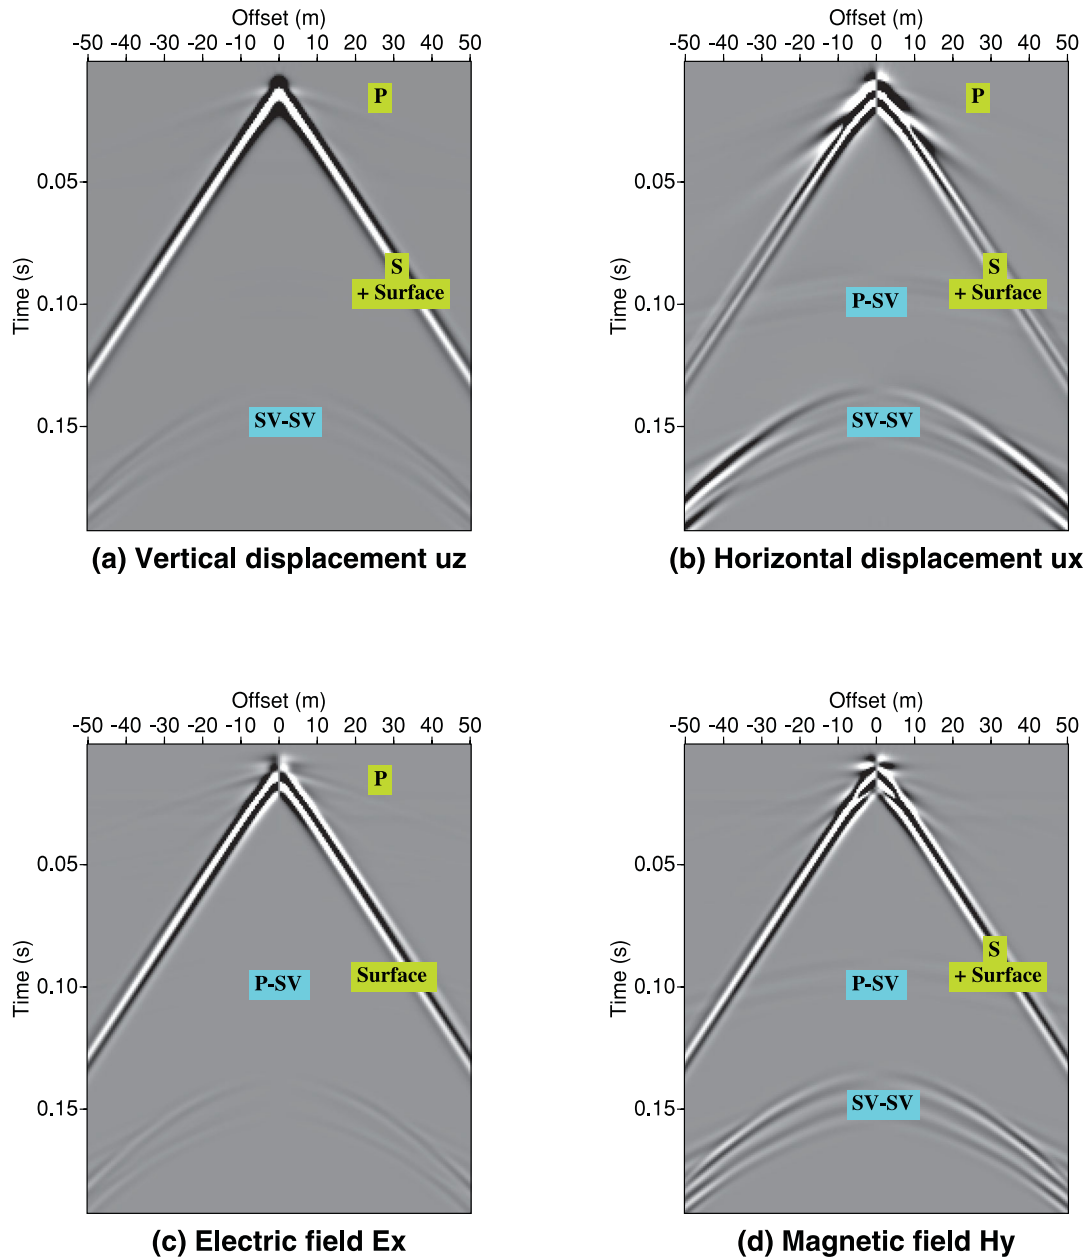 Offset (m)
-50 -40 -30 -20 -10 0 10 20 30 40 50
P
0.05
Time (s)
S
+ Surface
0.10
SV-SV
0.15
(a) Vertical displacement uz
Offset (m)
-50 -40 -30 -20 -10 0 10 20 30 40 50
P
0.05
Time (s)
S
+ Surface
P-SV
0.10
SV-SV
0.15
(b) Horizontal displacement ux
Offset (m)
-50 -40 -30 -20 -10 0 10 20 30 40 50
P
0.05
Time (s)
P-SV
Surface
0.10
0.15
(c) Electric field Ex
Offset (m)
-50 -40 -30 -20 -10 0 10 20 30 40 50
0.05
Time (s)
S
+ Surface
P-SV
0.10
SV-SV
0.15
(d) Magnetic field Hy